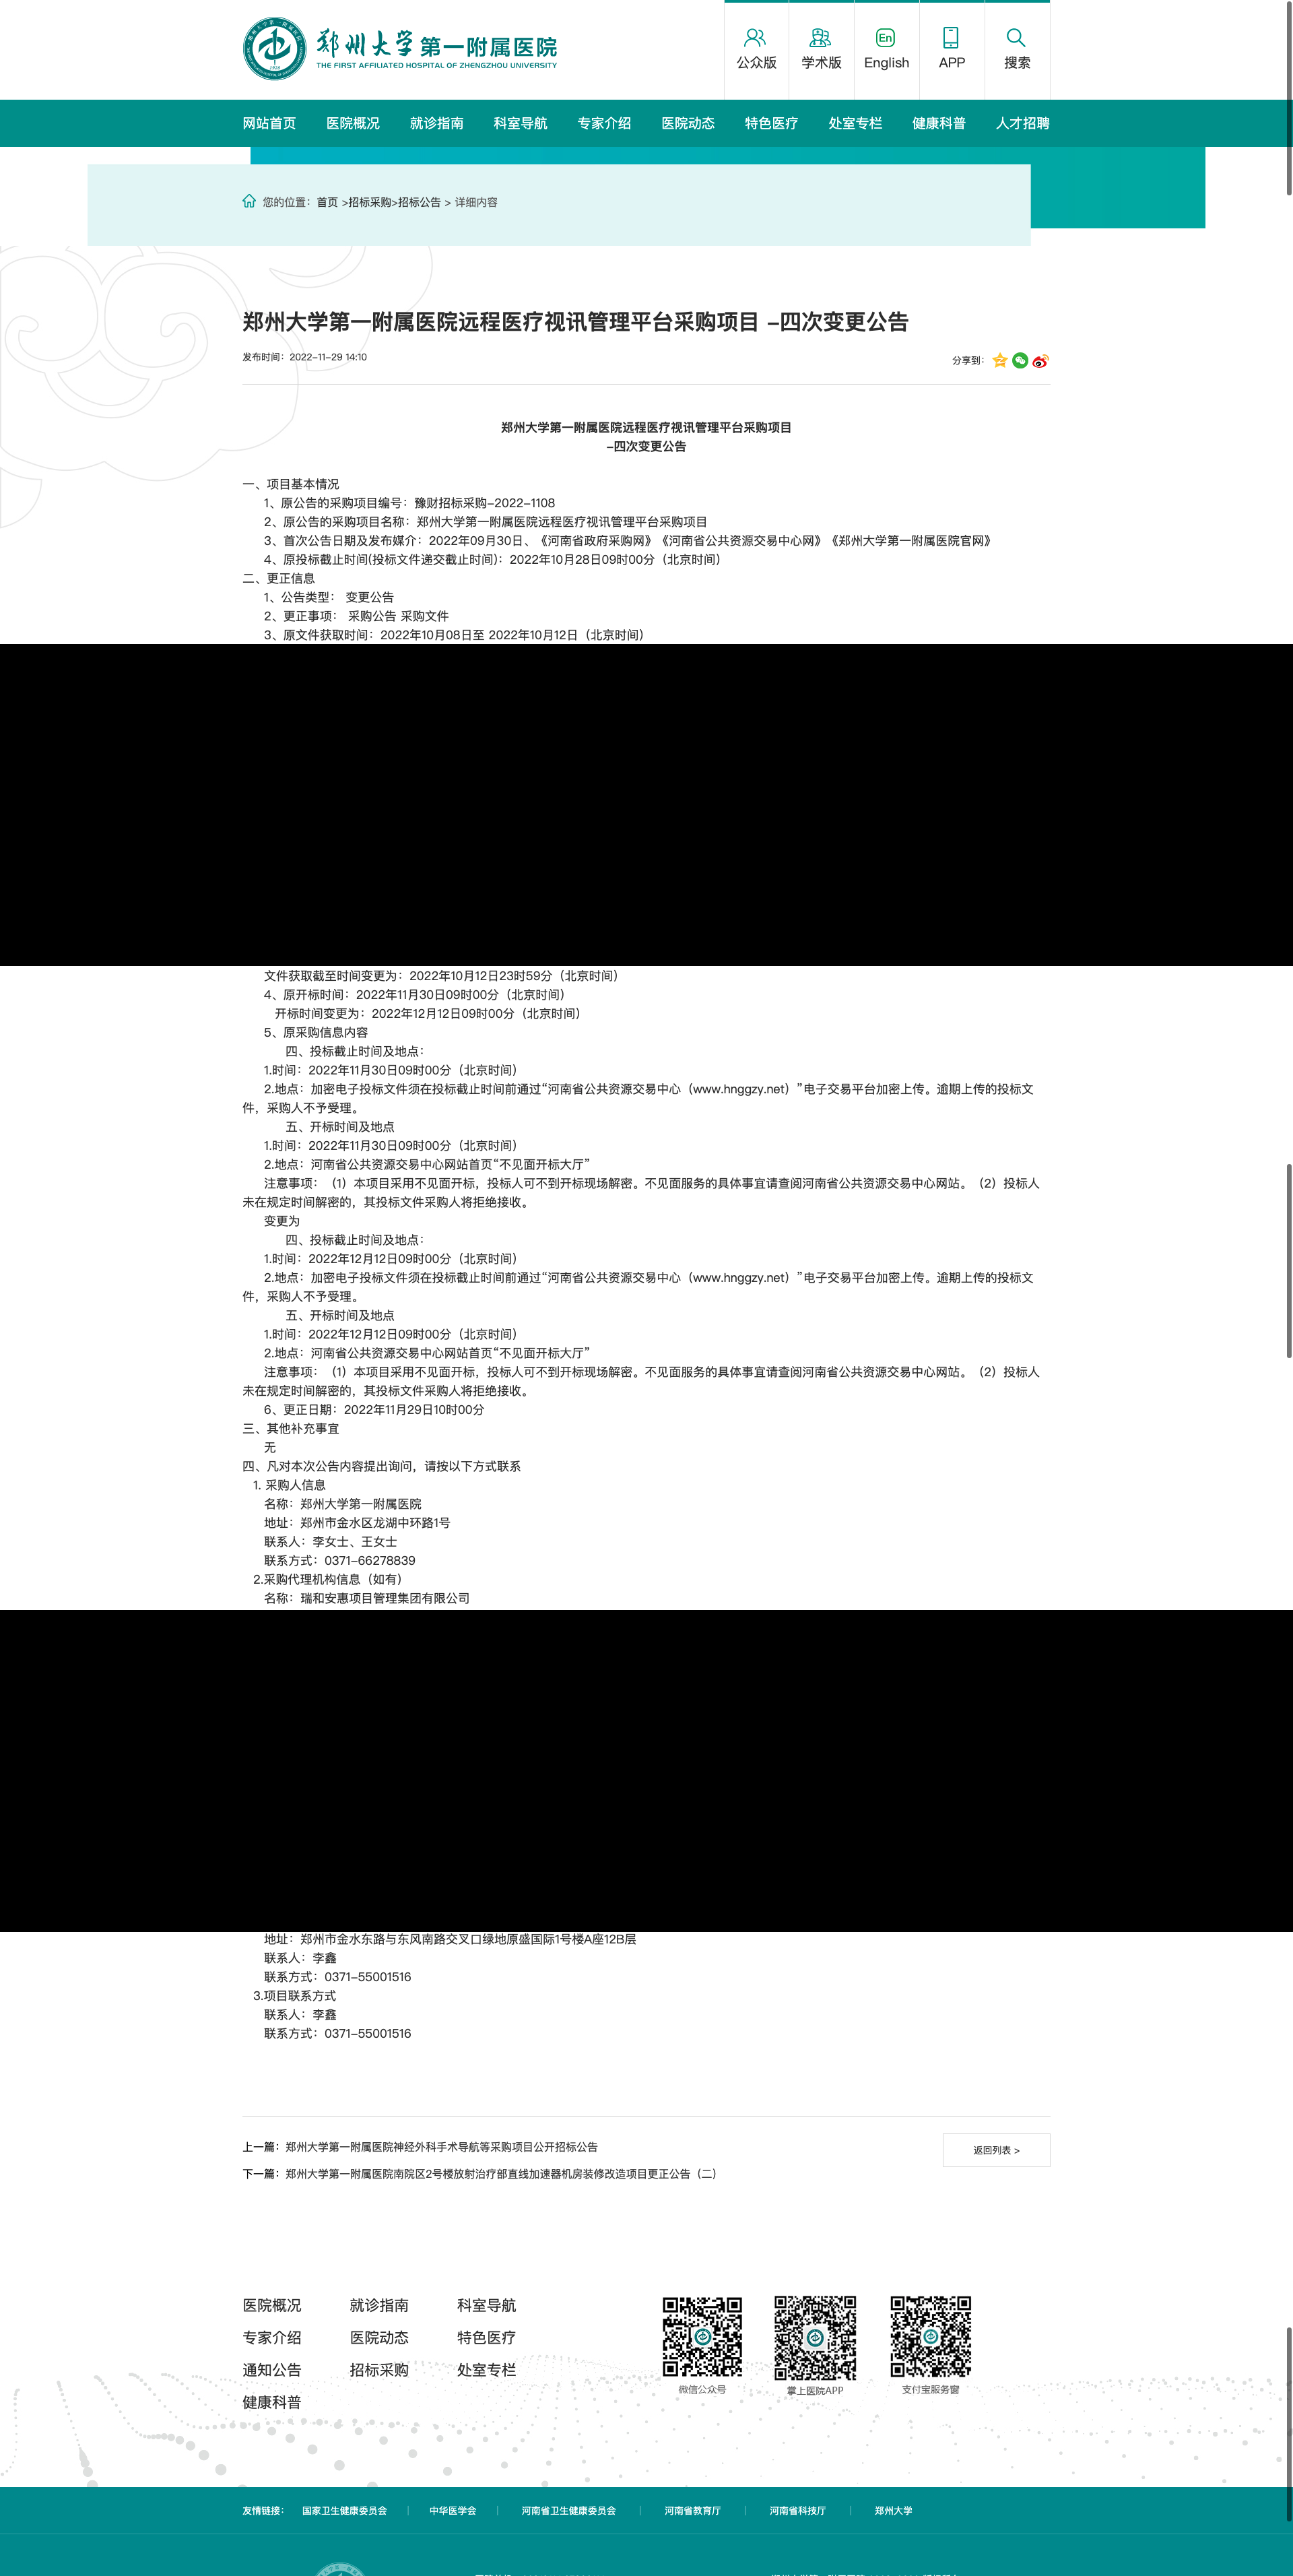 郑州大学第一附属医院
THE FIRST AFFILIATED HOSPITAL OF ZHENGZHOU UNIVERSITY
公众版 学术版 En English APP 搜索
网站首页 医院概况 就诊指南 科室导航 专家介绍 医院动态 特色医疗 处室专栏 健康科普 人才招聘
您的位置：首页 >招标采购>招标公告 > 详细内容
郑州大学第一附属医院远程医疗视讯管理平台采购项目 -四次变更公告
发布时间：2022-11-29 14:10
分享到：
郑州大学第一附属医院远程医疗视讯管理平台采购项目
-四次变更公告
一、项目基本情况
1、原公告的采购项目编号：豫财招标采购-2022-1108
2、原公告的采购项目名称：郑州大学第一附属医院远程医疗视讯管理平台采购项目
3、首次公告日期及发布媒介：2022年09月30日、《河南省政府采购网》《河南省公共资源交易中心网》《郑州大学第一附属医院官网》
4、原投标截止时间(投标文件递交截止时间)：2022年10月28日09时00分（北京时间）
二、更正信息
1、公告类型： 变更公告
2、更正事项： 采购公告 采购文件
3、原文件获取时间：2022年10月08日至 2022年10月12日（北京时间）
文件获取截至时间变更为：2022年10月12日23时59分（北京时间）
4、原开标时间：2022年11月30日09时00分（北京时间）
开标时间变更为：2022年12月12日09时00分（北京时间）
5、原采购信息内容
四、投标截止时间及地点：
1.时间：2022年11月30日09时00分（北京时间）
2.地点：加密电子投标文件须在投标截止时间前通过“河南省公共资源交易中心（www.hnggzy.net）”电子交易平台加密上传。逾期上传的投标文
件，采购人不予受理。
五、开标时间及地点
1.时间：2022年11月30日09时00分（北京时间）
2.地点：河南省公共资源交易中心网站首页“不见面开标大厅”
注意事项：（1）本项目采用不见面开标，投标人可不到开标现场解密。不见面服务的具体事宜请查阅河南省公共资源交易中心网站。（2）投标人
未在规定时间解密的，其投标文件采购人将拒绝接收。
变更为
四、投标截止时间及地点：
1.时间：2022年12月12日09时00分（北京时间）
2.地点：加密电子投标文件须在投标截止时间前通过“河南省公共资源交易中心（www.hnggzy.net）”电子交易平台加密上传。逾期上传的投标文
件，采购人不予受理。
五、开标时间及地点
1.时间：2022年12月12日09时00分（北京时间）
2.地点：河南省公共资源交易中心网站首页“不见面开标大厅”
注意事项：（1）本项目采用不见面开标，投标人可不到开标现场解密。不见面服务的具体事宜请查阅河南省公共资源交易中心网站。（2）投标人
未在规定时间解密的，其投标文件采购人将拒绝接收。
6、更正日期：2022年11月29日10时00分
三、其他补充事宜
无
四、凡对本次公告内容提出询问，请按以下方式联系
1. 采购人信息
名称：郑州大学第一附属医院
地址：郑州市金水区龙湖中环路1号
联系人：李女士、王女士
联系方式：0371-66278839
2.采购代理机构信息（如有）
名称：瑞和安惠项目管理集团有限公司
地址：郑州市金水东路与东风南路交叉口绿地原盛国际1号楼A座12B层
联系人：李鑫
联系方式：0371-55001516
3.项目联系方式
联系人：李鑫
联系方式：0371-55001516
上一篇：郑州大学第一附属医院神经外科手术导航等采购项目公开招标公告
返回列表 >
下一篇：郑州大学第一附属医院南院区2号楼放射治疗部直线加速器机房装修改造项目更正公告（二）
医院概况 就诊指南 科室导航
专家介绍 医院动态 特色医疗
通知公告 招标采购 处室专栏
健康科普
微信公众号 掌上医院APP 支付宝服务窗
友情链接： 国家卫生健康委员会 | 中华医学会 | 河南省卫生健康委员会 | 河南省教育厅 | 河南省科技厅 | 郑州大学